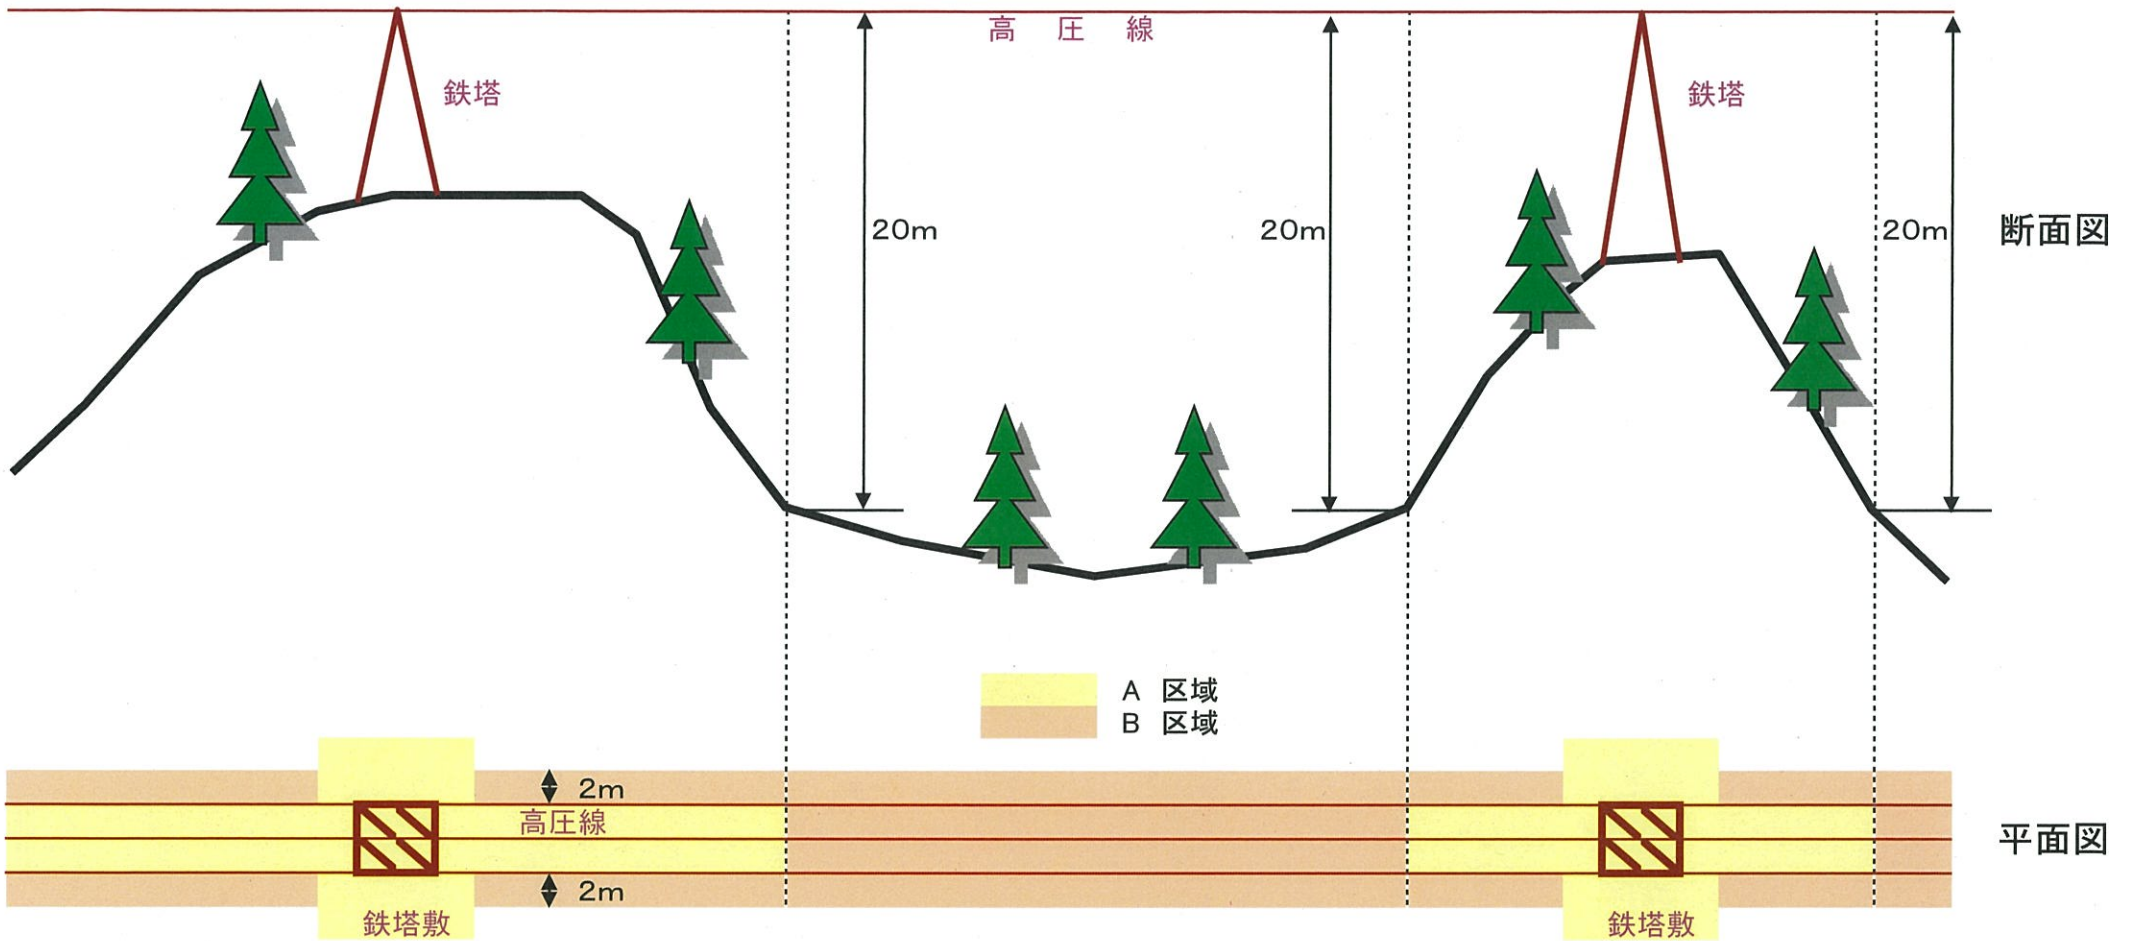 高 圧 線
鉄塔
鉄塔
20m
20m
20m
断面図
A 区域
B 区域
2m
高圧線
平面図
2m
鉄塔敷
鉄塔敷